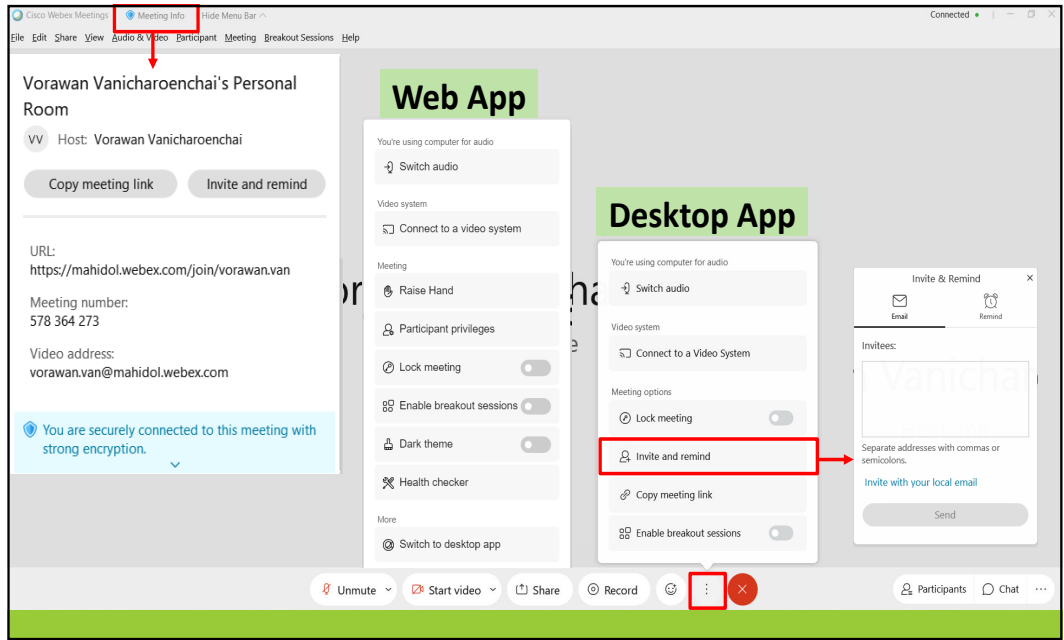 Cisco Webex Meetings
Meeting Info
Hide Menu Bar
Connected
File Edit Share View Audio & Video Participant Meeting Breakout Sessions Help
Vorawan Vanicharoenchai's Personal
Room
VV Host: Vorawan Vanicharoenchai
Copy meeting link
Invite and remind
URL:
https://mahidol.webex.com/join/vorawan.van
Meeting number:
578 364 273
Video address:
vorawan.van@mahidol.webex.com
You are securely connected to this meeting with
strong encryption.
Web App
You're using computer for audio
Switch audio
Video system
Connect to a video system
Meeting
Raise Hand
Participant privileges
Lock meeting
Enable breakout sessions
Dark theme
Health checker
More
Switch to desktop app
Desktop App
You're using computer for audio
Switch audio
Video system
Connect to a Video System
Meeting options
Lock meeting
Invite and remind
Copy meeting link
Enable breakout sessions
Invite & Remind
Email
Remind
Invitees:
Separate addresses with commas or
semicolons.
Invite with your local email
Send
Unmute
Start video
Share
Record
Participants
Chat